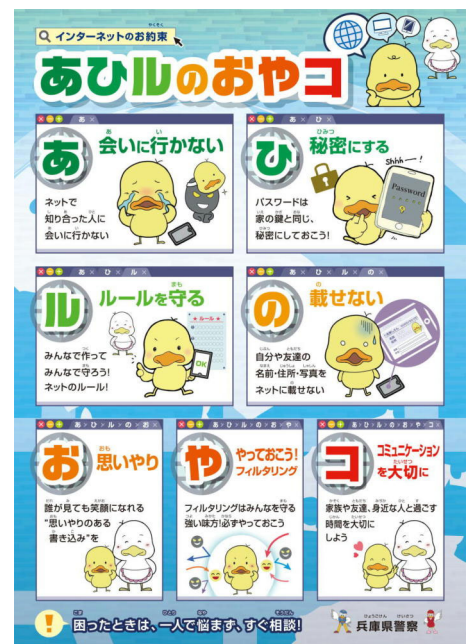 インターネットのお約束
あひルのおやコ
あ×
あ 会いに行かない
ネットで
知り合った人に
会いに行かない
あ×ひ×
ひ 秘密にする
Shhh—!
Password
パスワードは
家の鍵と同じ、
秘密にしておこう!
あ×ひ×ル×
ル ルールを守る
★ルール★
OK
みんなで作って
みんなで守ろう!
ネットのルール!
あ×ひ×ル×の×
の 載せない
自分や友達の
名前・住所・写真を
ネットに載せない
お 思いやり
誰が見ても笑顔になれる
"思いやりのある
書き込み"を
や やっておこう!
フィルタリング
フィルタリングはみんなを守る
強い味方!必ずやっておこう
コ コミュニケーション
を大切に
家族や友達、身近な人と過ごす
時間を大切に
しよう
! 困ったときは、一人で悩まず、すぐ相談!
兵庫県警察